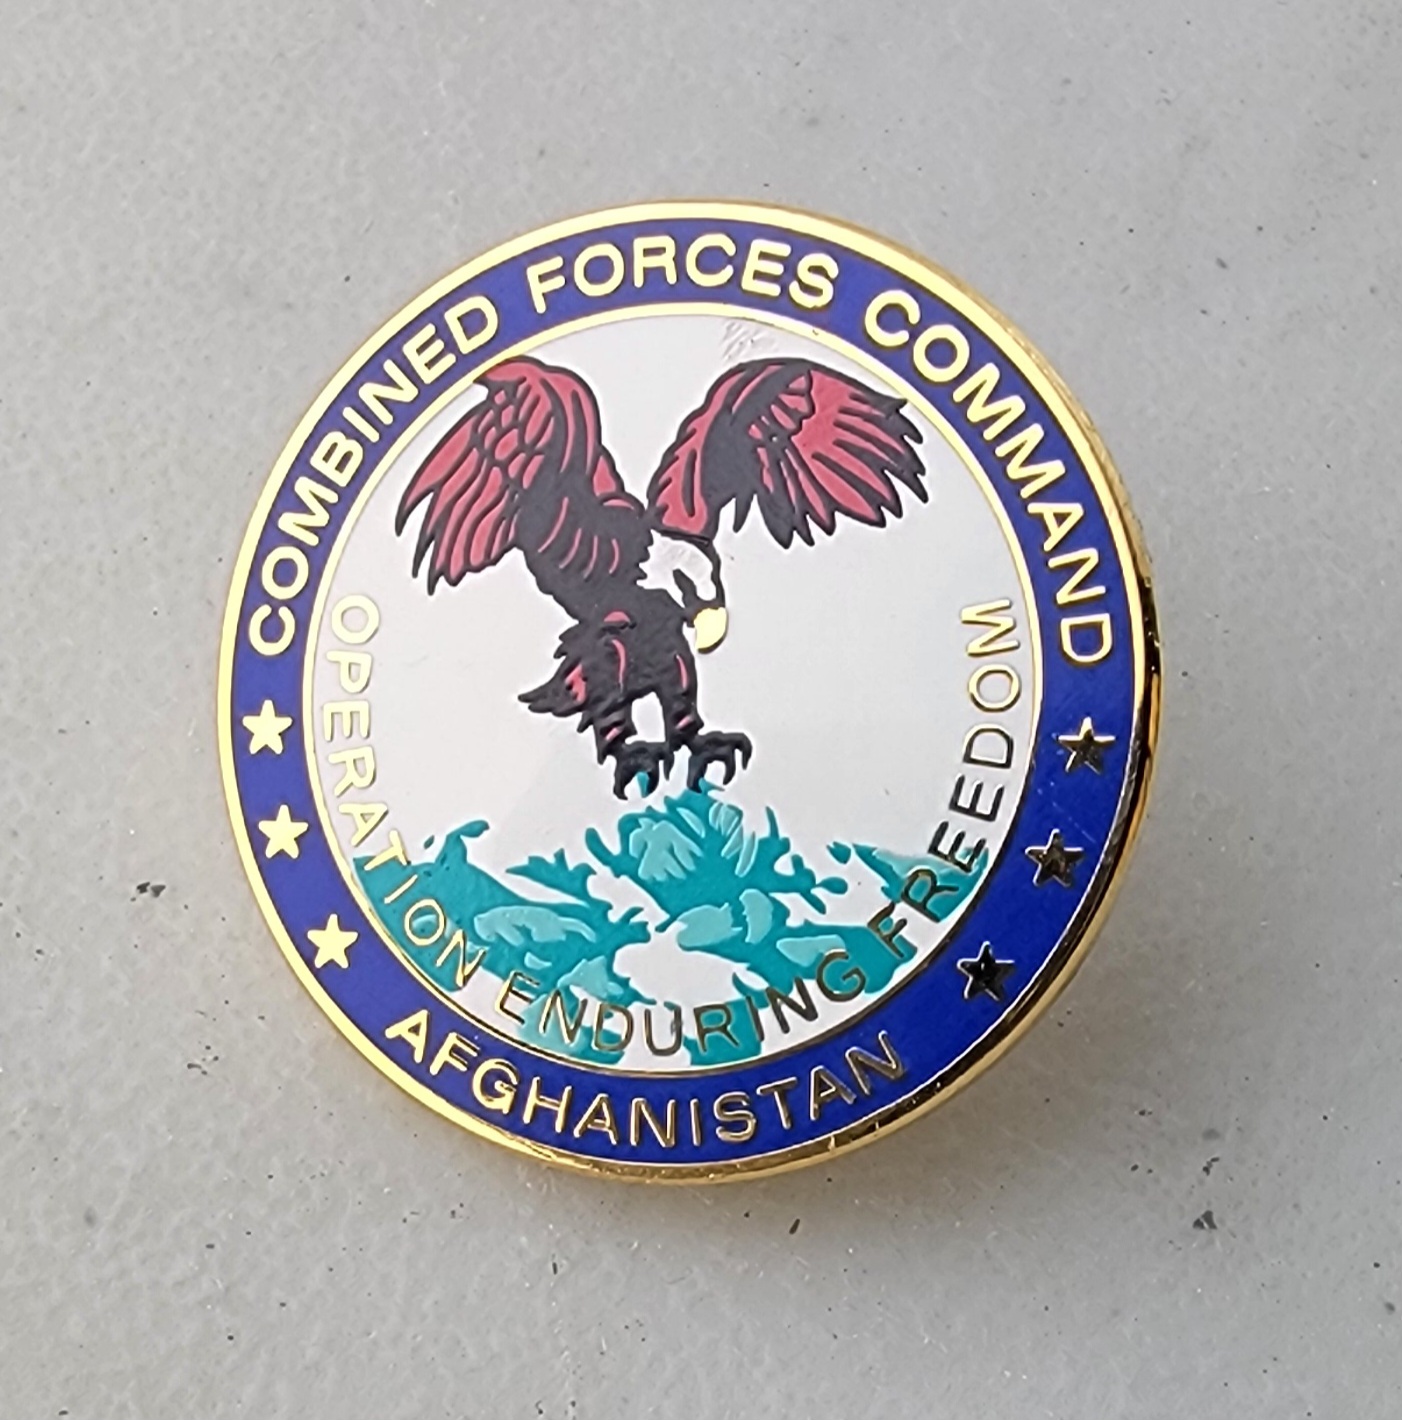 COMBINED FORCES COMMAND
OPERATION ENDURING FREEDOM
AFGHANISTAN